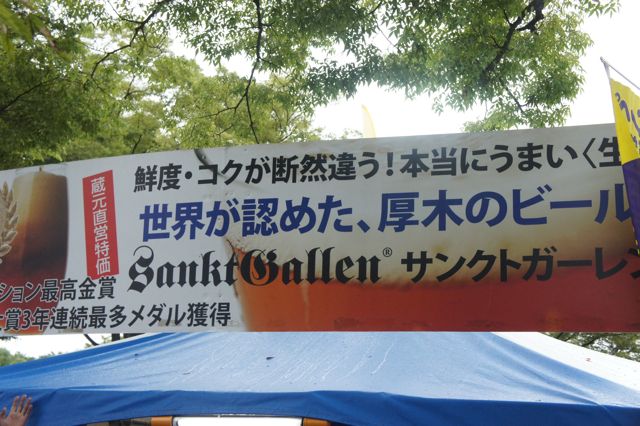 鮮度・コクが断然違う！本当にうまい〈生
蔵元直営特価
世界が認めた、厚木のビール
Sankt Gallen® サンクトガーレン
ション最高金賞
賞3年連続最多メダル獲得